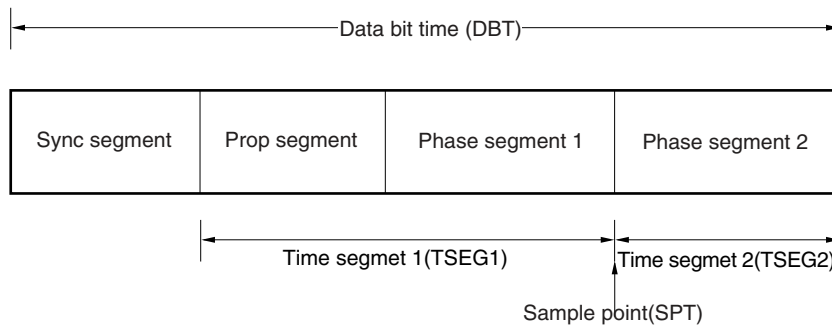 Data bit time (DBT)
Sync segment
Prop segment
Phase segment 1
Phase segment 2
Time segmet 1(TSEG1)
Time segmet 2(TSEG2)
Sample point(SPT)